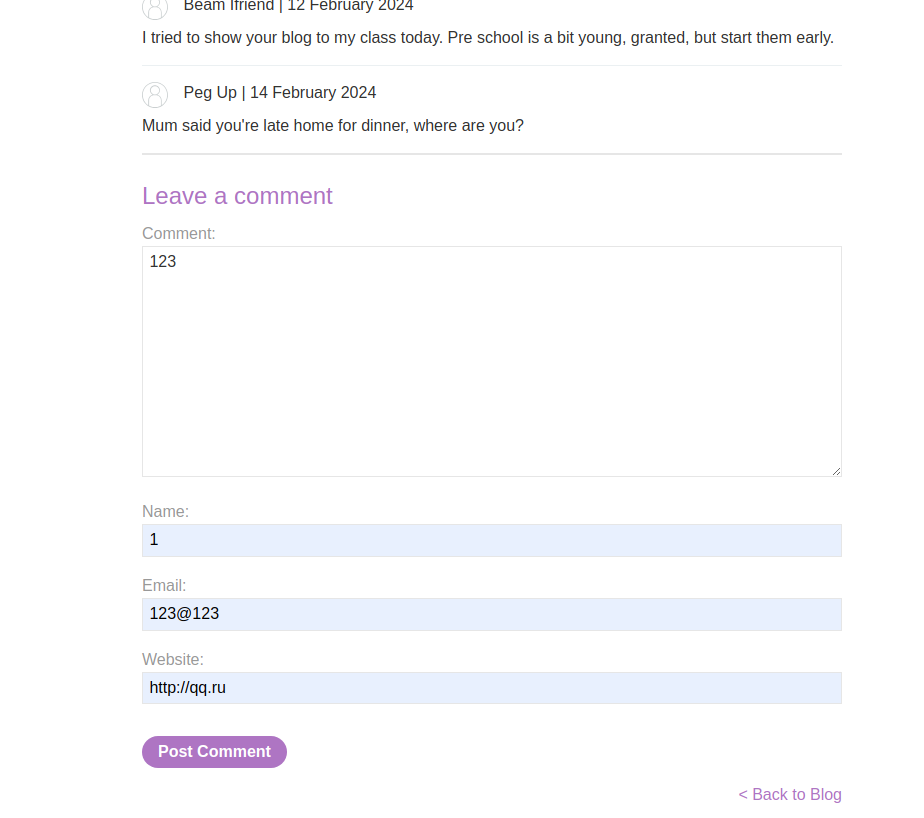 Beam Ifriend | 12 February 2024
I tried to show your blog to my class today. Pre school is a bit young, granted, but start them early.
Peg Up | 14 February 2024
Mum said you're late home for dinner, where are you?
Leave a comment
Comment:
123
Name:
1
Email:
123@123
Website:
http://qq.ru
Post Comment
< Back to Blog